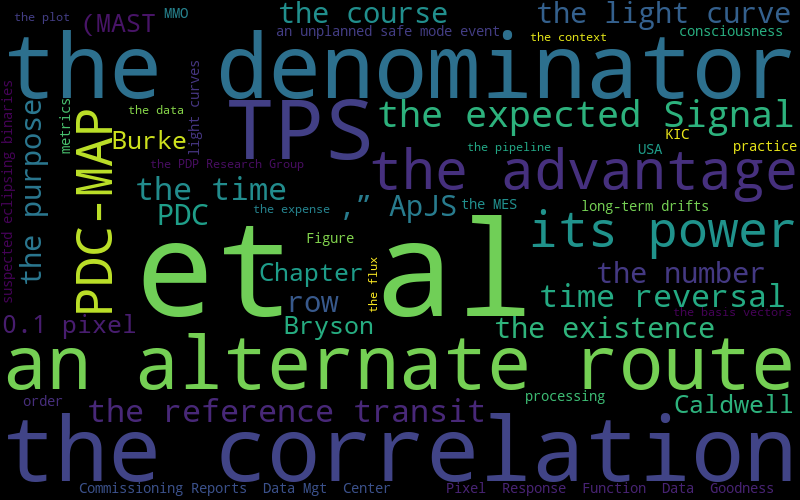 the plot
(MAST
MMO
the course
the light curve
an unplanned safe mode event
the context
consciousness
the denominator
suspected eclipsing binaries
the purpose
metrics
PDC-MAP
the data
Burke
light curves
TPS
the expected Signal
KIC
practice
the PDP Research Group
the pipeline
USA
the advantage
the time
PDC
the expense
,” ApJS
the MES
long-term drifts
et al
Figure
its power
Chapter
the flux
the number
row
time reversal
0.1 pixel
Bryson
the basis vectors
the existence
an alternate route
order
the reference transit
processing
Caldwell
the correlation
Commissioning Reports
Data Mgt Center
Pixel Response Function
Data Goodness